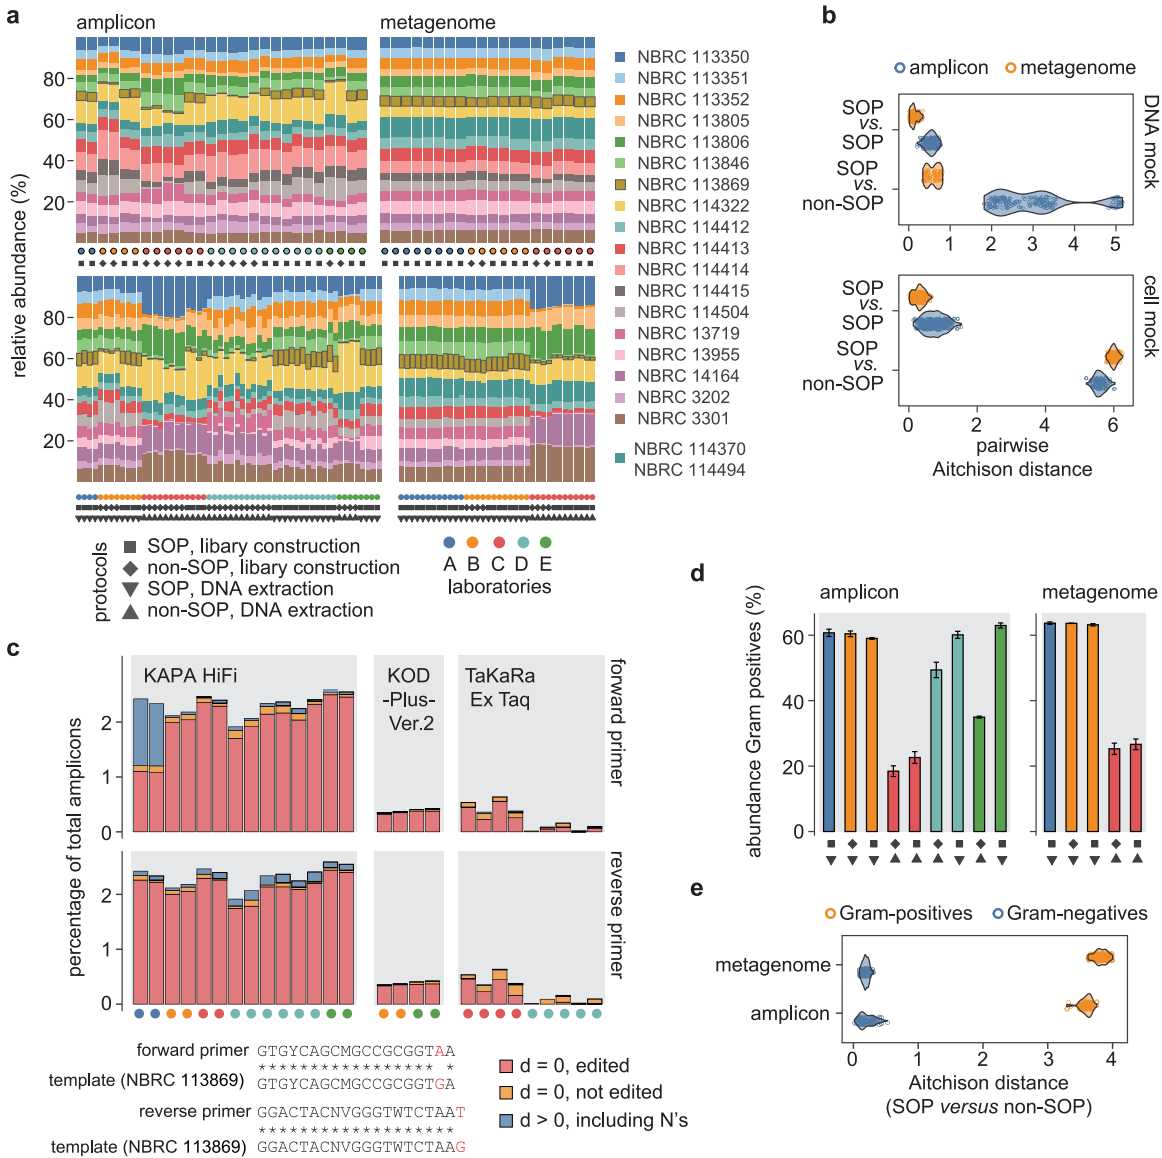 a
amplicon
metagenome
relative abundance (%)
80
60
40
20
80
60
40
20
NBRC 113350
NBRC 113351
NBRC 113352
NBRC 113805
NBRC 113806
NBRC 113846
NBRC 113869
NBRC 114322
NBRC 114412
NBRC 114413
NBRC 114414
NBRC 114415
NBRC 114504
NBRC 13719
NBRC 13955
NBRC 14164
NBRC 3202
NBRC 3301
NBRC 114370
NBRC 114494
protocols
SOP, libary construction
non-SOP, libary construction
SOP, DNA extraction
non-SOP, DNA extraction
A B C D E
laboratories
b
amplicon metagenome
SOP
vs.
SOP
SOP
vs.
non-SOP
DNA mock
0 1 2 3 4 5
SOP
vs.
SOP
SOP
vs.
non-SOP
cell mock
0 2 4 6
pairwise
Aitchison distance
c
percentage of total amplicons
KAPA HiFi
KOD
-Plus-
Ver.2
TaKaRa
Ex Taq
forward primer
2
1
0
reverse primer
2
1
0
forward primer GTGYCAGCMGCCGCGGTAA
***************** *
template (NBRC 113869) GTGYCAGCMGCCGCGGTGA
reverse primer GGACTACNVGGGTWTCTAAT
*******************
template (NBRC 113869) GGACTACNVGGGTWTCTAAG
d = 0, edited
d = 0, not edited
d > 0, including N's
d
amplicon
metagenome
abundance Gram positives (%)
60
40
20
0
e
Gram-positives Gram-negatives
metagenome
amplicon
0 1 2 3 4
Aitchison distance
(SOP versus non-SOP)